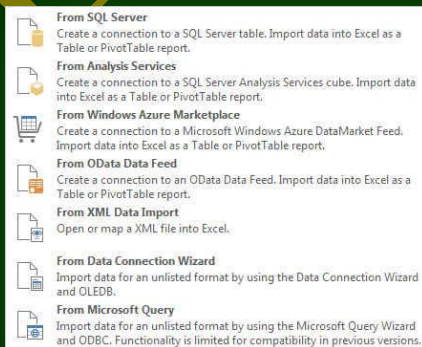 From SQL Server
Create a connection to a SQL Server table. Import data into Excel as a
Table or PivotTable report.
From Analysis Services
Create a connection to a SQL Server Analysis Services cube. Import data
into Excel as a Table or PivotTable report.
From Windows Azure Marketplace
Create a connection to a Microsoft Windows Azure DataMarket Feed.
Import data into Excel as a Table or PivotTable report.
From OData Data Feed
Create a connection to an OData Data Feed. Import data into Excel as a
Table or PivotTable report.
From XML Data Import
Open or map a XML file into Excel.
From Data Connection Wizard
Import data for an unlisted format by using the Data Connection Wizard
and OLEDB.
From Microsoft Query
Import data for an unlisted format by using the Microsoft Query Wizard
and ODBC. Functionality is limited for compatibility in previous versions.